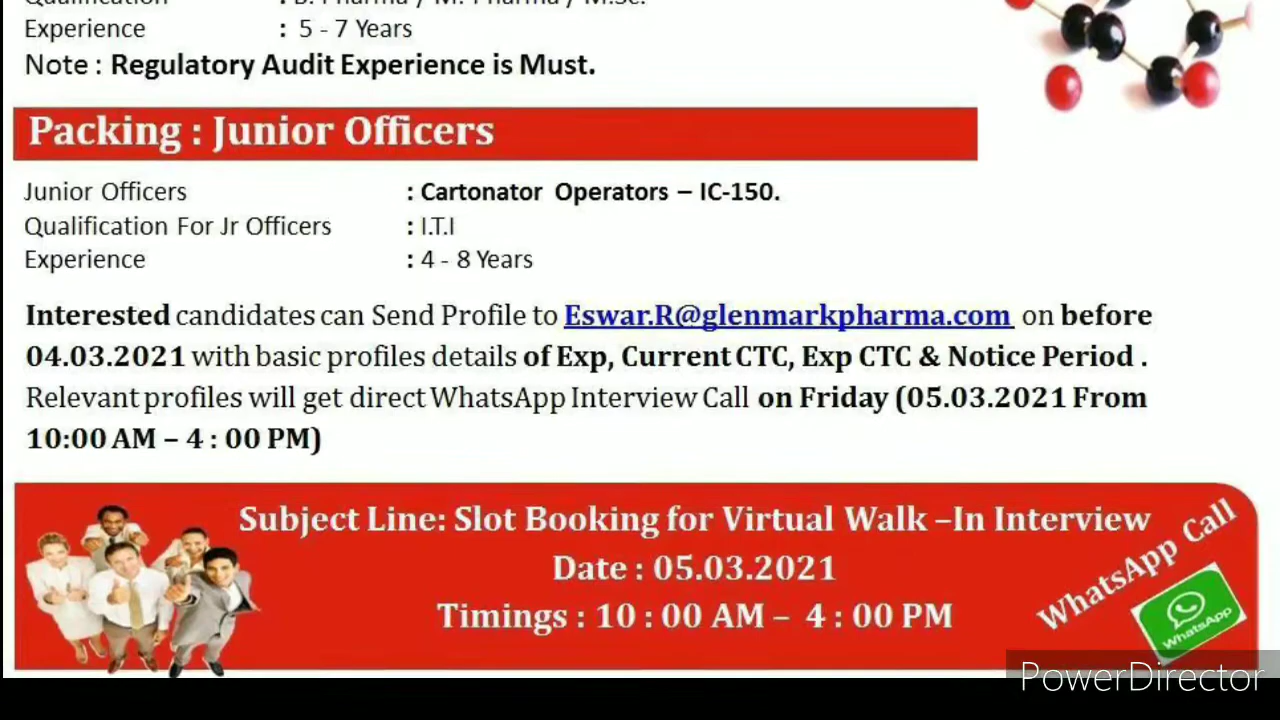 Qualification : B. Pharma / M. Pharma / M.Sc.
Experience : 5 - 7 Years
Note : Regulatory Audit Experience is Must.
Packing : Junior Officers
Junior Officers : Cartonator Operators – IC-150.
Qualification For Jr Officers : I.T.I
Experience : 4 - 8 Years
Interested candidates can Send Profile to Eswar.R@glenmarkpharma.com on before
04.03.2021 with basic profiles details of Exp, Current CTC, Exp CTC & Notice Period .
Relevant profiles will get direct WhatsApp Interview Call on Friday (05.03.2021 From
10:00 AM – 4 : 00 PM)
Subject Line: Slot Booking for Virtual Walk –In Interview
Date : 05.03.2021
Timings : 10 : 00 AM – 4 : 00 PM
WhatsApp Call
WhatsApp
PowerDirector